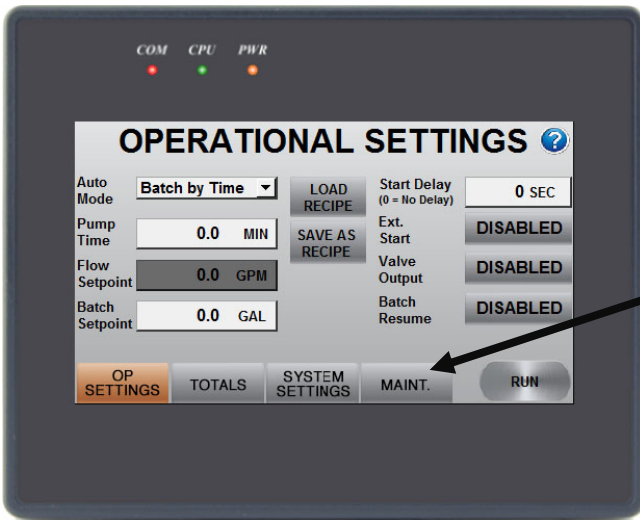 COM CPU PWR
OPERATIONAL SETTINGS ?
Auto
Mode
Batch by Time
LOAD
RECIPE
Start Delay
(0 = No Delay)
0 SEC
Pump
Time
0.0 MIN
SAVE AS
RECIPE
Ext.
Start
DISABLED
Flow
Setpoint
0.0 GPM
Valve
Output
DISABLED
Batch
Setpoint
0.0 GAL
Batch
Resume
DISABLED
OP
SETTINGS
TOTALS
SYSTEM
SETTINGS
MAINT.
RUN